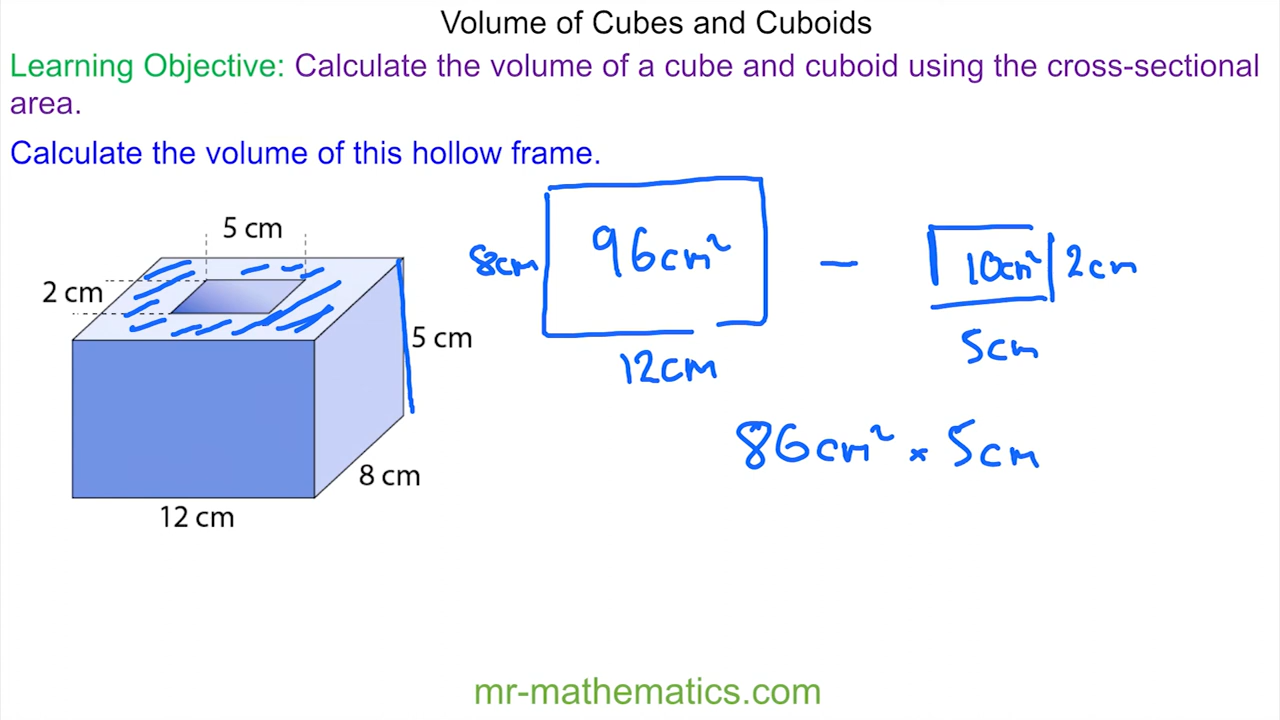 Volume of Cubes and Cuboids
Learning Objective: Calculate the volume of a cube and cuboid using the cross-sectional
area.
Calculate the volume of this hollow frame.
5 cm
2 cm
5 cm
8 cm
12 cm
8cm
96cm²
12cm
−
10cm²
2cm
5cm
86cm² × 5cm
mr-mathematics.com